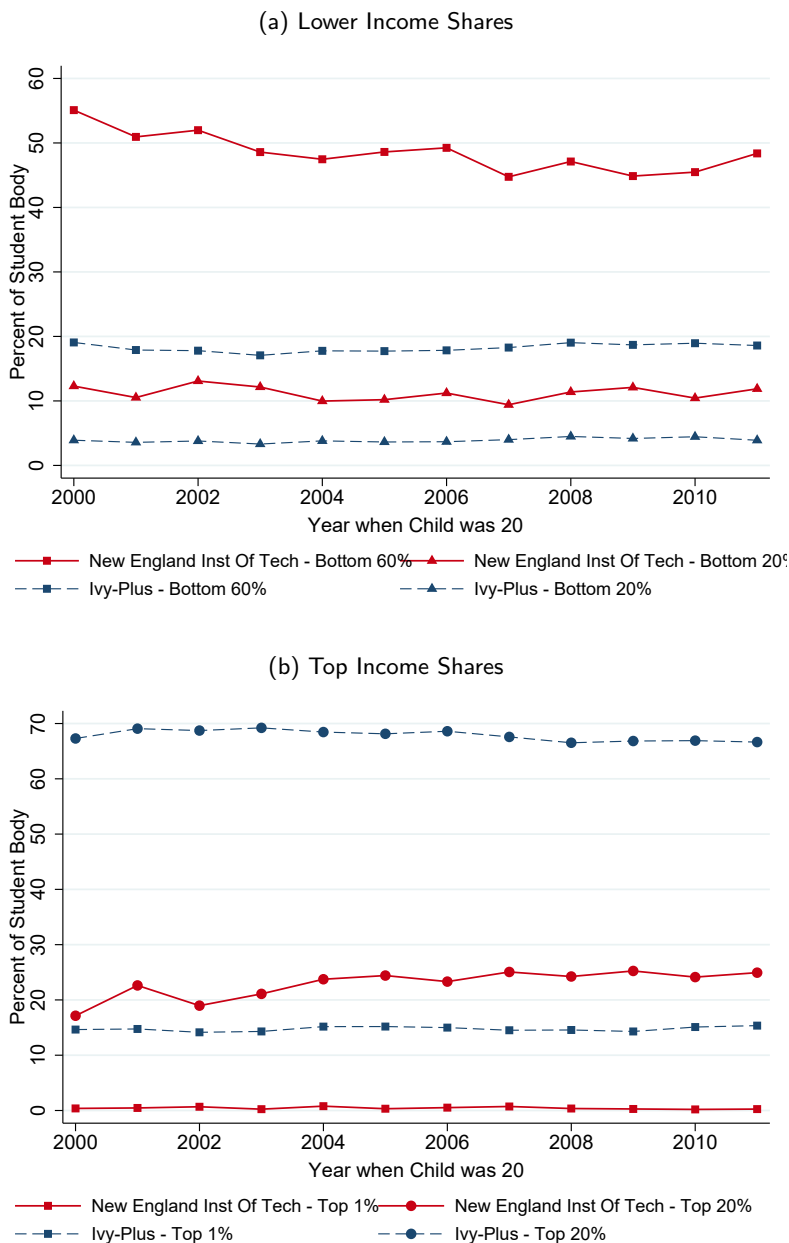 (a) Lower Income Shares
Percent of Student Body
60
50
40
30
20
10
0
2000 2002 2004 2006 2008 2010
Year when Child was 20
New England Inst Of Tech - Bottom 60% New England Inst Of Tech - Bottom 20%
Ivy-Plus - Bottom 60% Ivy-Plus - Bottom 20%
(b) Top Income Shares
Percent of Student Body
70
60
50
40
30
20
10
0
2000 2002 2004 2006 2008 2010
Year when Child was 20
New England Inst Of Tech - Top 1% New England Inst Of Tech - Top 20%
Ivy-Plus - Top 1% Ivy-Plus - Top 20%